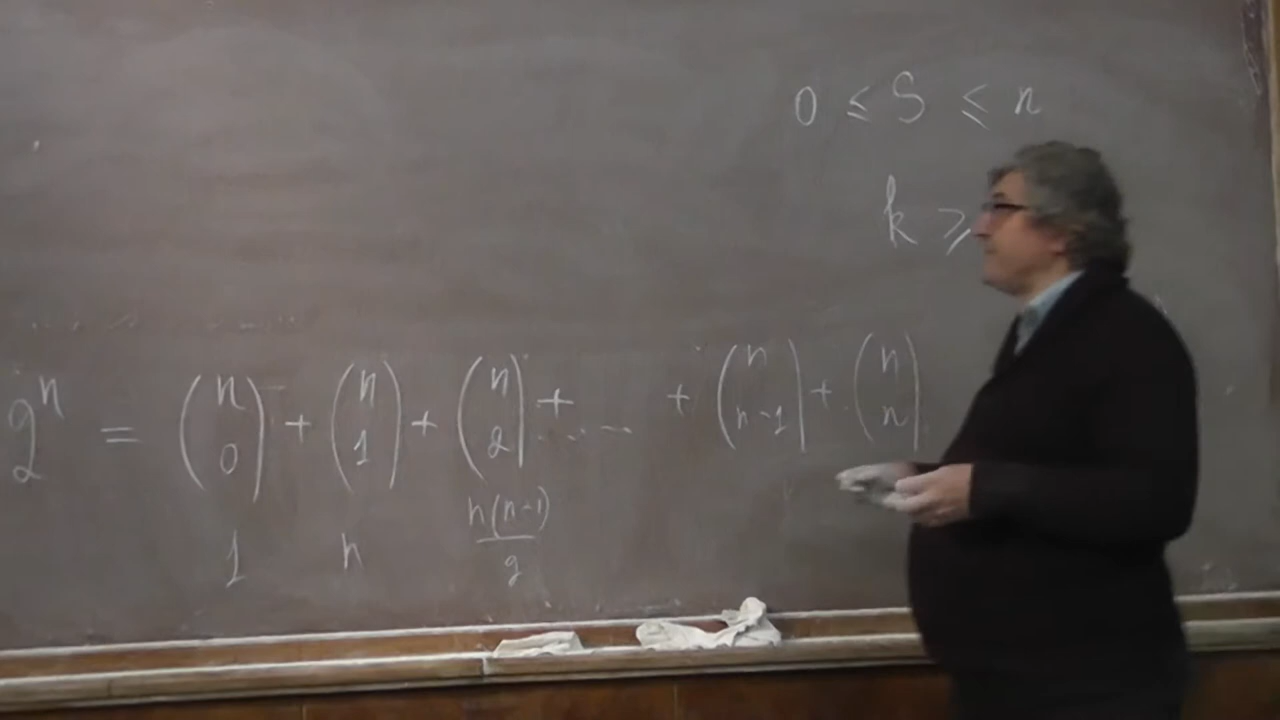 0 ≤ S ≤ n
k ≥
2^n = (n 0) + (n 1) + (n 2) + ... + (n n-1) + (n n)
1 n n(n-1)/2